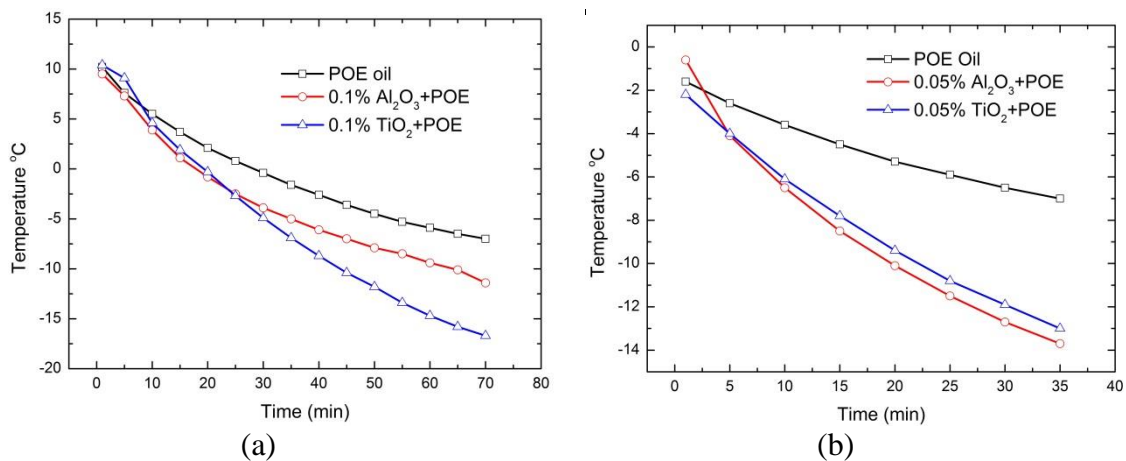 15
10
5
0
-5
-10
-15
-20
Temperature °C
0 10 20 30 40 50 60 70 80
Time (min)
POE oil
0.1% Al₂O₃+POE
0.1% TiO₂+POE
(a)
0
-2
-4
-6
-8
-10
-12
-14
Temperature °C
0 5 10 15 20 25 30 35 40
Time (min)
POE Oil
0.05% Al₂O₃+POE
0.05% TiO₂+POE
(b)